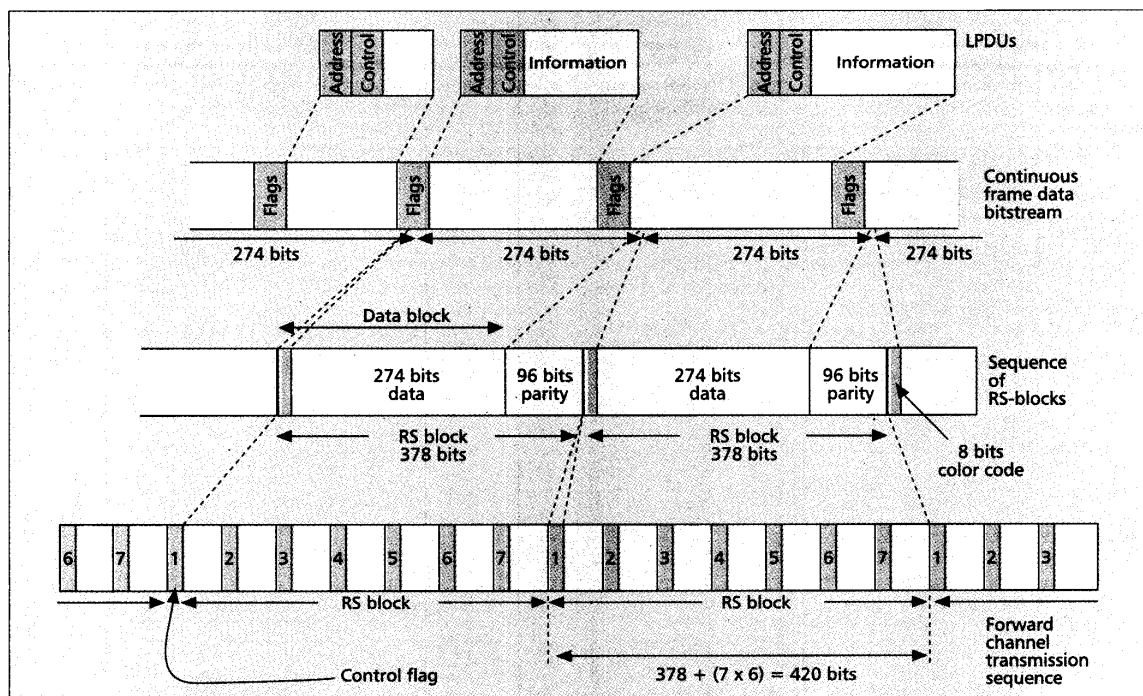 LPDUs
Address Control
Address Control Information
Address Control Information
Flags Flags Flags Flags
Continuous
frame data
bitstream
274 bits 274 bits 274 bits 274 bits
Data block
274 bits
data
96 bits
parity
274 bits
data
96 bits
parity
Sequence
of
RS-blocks
RS block
378 bits
RS block
378 bits
8 bits
color code
6 7 1 2 3 4 5 6 7 1 2 3 4 5 6 7 1 2 3
RS block RS block
Forward
channel
transmission
sequence
Control flag
378 + (7 x 6) = 420 bits